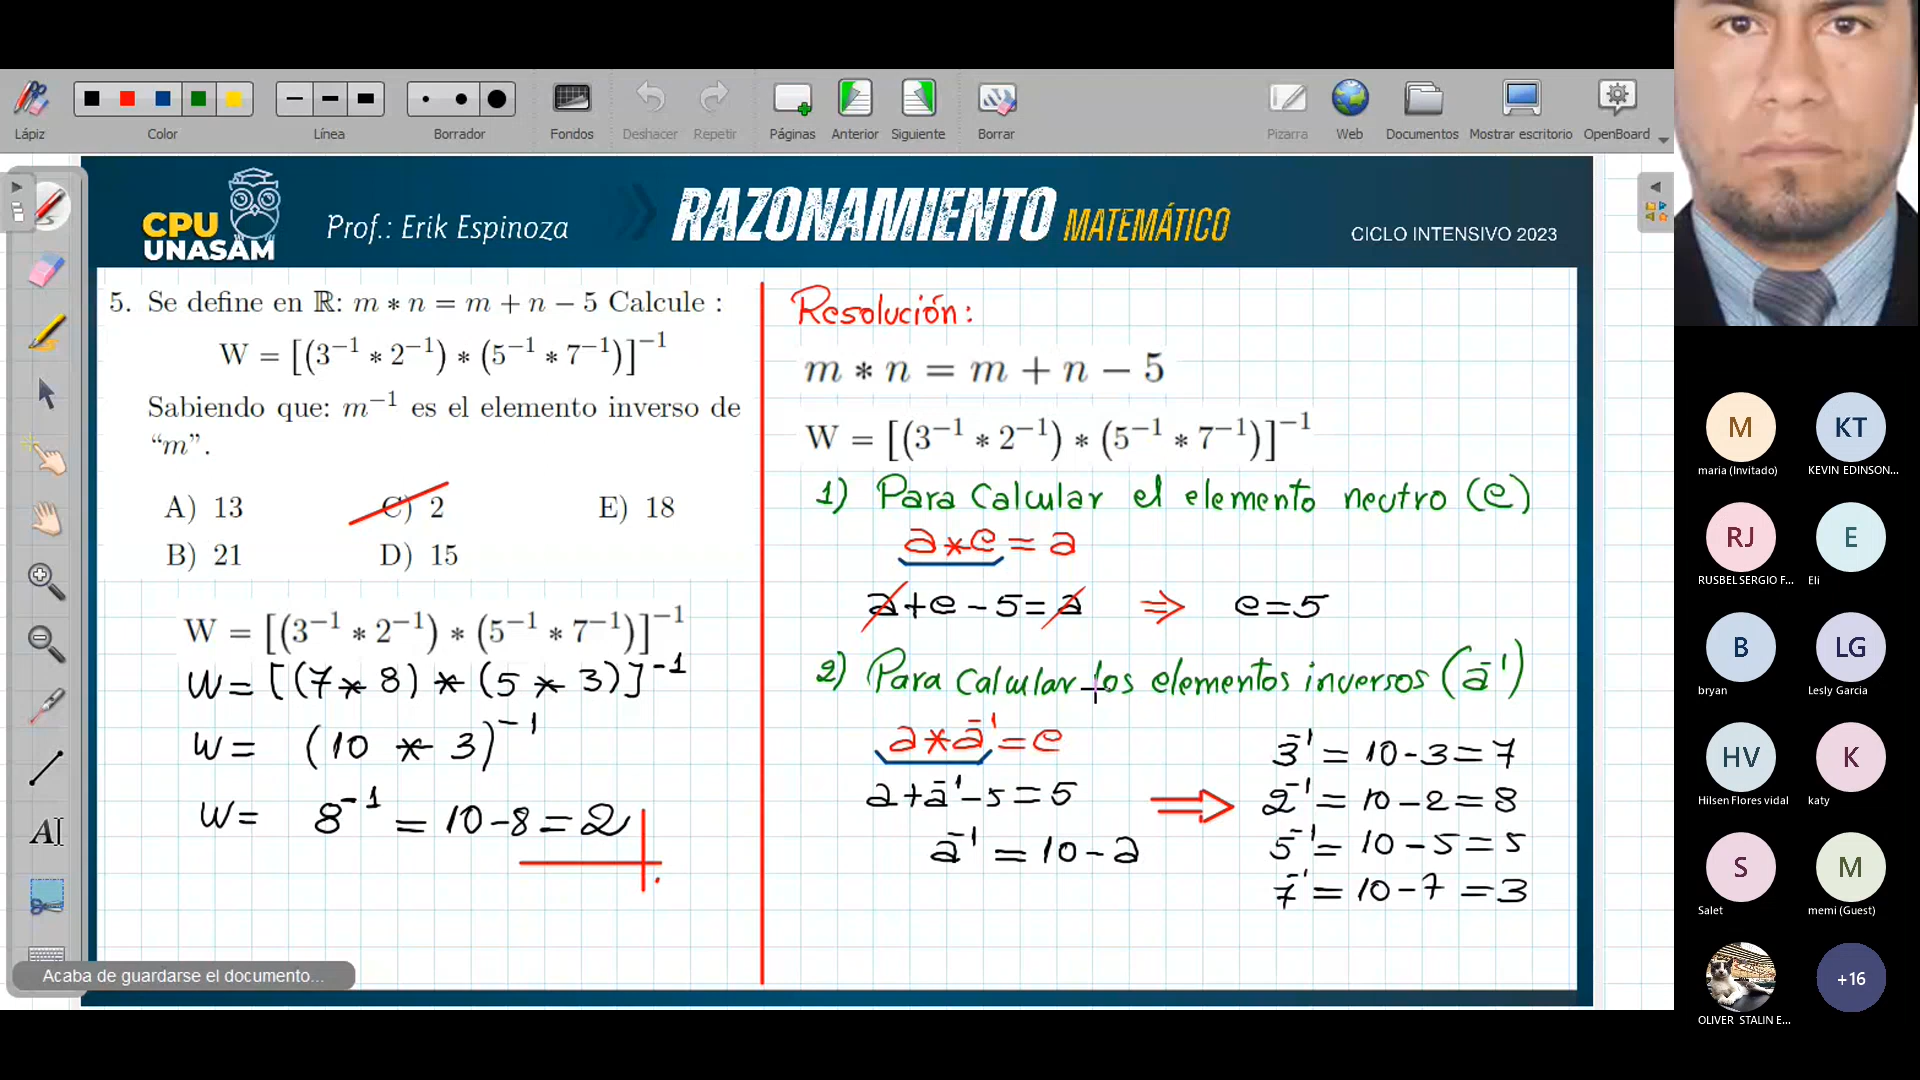 Lápiz
Color
Línea
Borrador
Fondos
Deshacer
Repetir
Páginas
Anterior
Siguiente
Borrar
Pizarra
Web
Documentos
Mostrar escritorio
OpenBoard
CPU
UNASAM
Prof.: Erik Espinoza
RAZONAMIENTO MATEMÁTICO
CICLO INTENSIVO 2023
5. Se define en ℝ: m ∗ n = m + n − 5 Calcule :
W = [(3⁻¹ ∗ 2⁻¹) ∗ (5⁻¹ ∗ 7⁻¹)]⁻¹
Sabiendo que: m⁻¹ es el elemento inverso de
“m”.
A) 13 C) 2 E) 18
B) 21 D) 15
W = [(3⁻¹ ∗ 2⁻¹) ∗ (5⁻¹ ∗ 7⁻¹)]⁻¹
W = [(7 * 8) * (5 * 3)]⁻¹
W = (10 * 3)⁻¹
W = 8⁻¹ = 10-8 = 2
Resolución:
m ∗ n = m + n − 5
W = [(3⁻¹ ∗ 2⁻¹) ∗ (5⁻¹ ∗ 7⁻¹)]⁻¹
1) Para Calcular el elemento neutro (e)
a * e = a
a + e - 5 = a ⇒ e = 5
2) Para Calcular los elementos inversos (a⁻¹)
a * a⁻¹ = e
a + a⁻¹ - 5 = 5 ⇒
a⁻¹ = 10 - a
3⁻¹ = 10 - 3 = 7
2⁻¹ = 10 - 2 = 8
5⁻¹ = 10 - 5 = 5
7⁻¹ = 10 - 7 = 3
AI
Acaba de guardarse el documento...
M
maria (Invitado)
KT
KEVIN EDINSON...
RJ
RUSBEL SERGIO F...
E
Eli
B
bryan
LG
Lesly Garcia
HV
Hilsen Flores vidal
K
katy
S
Salet
M
memi (Guest)
OLIVER STALIN E...
+16